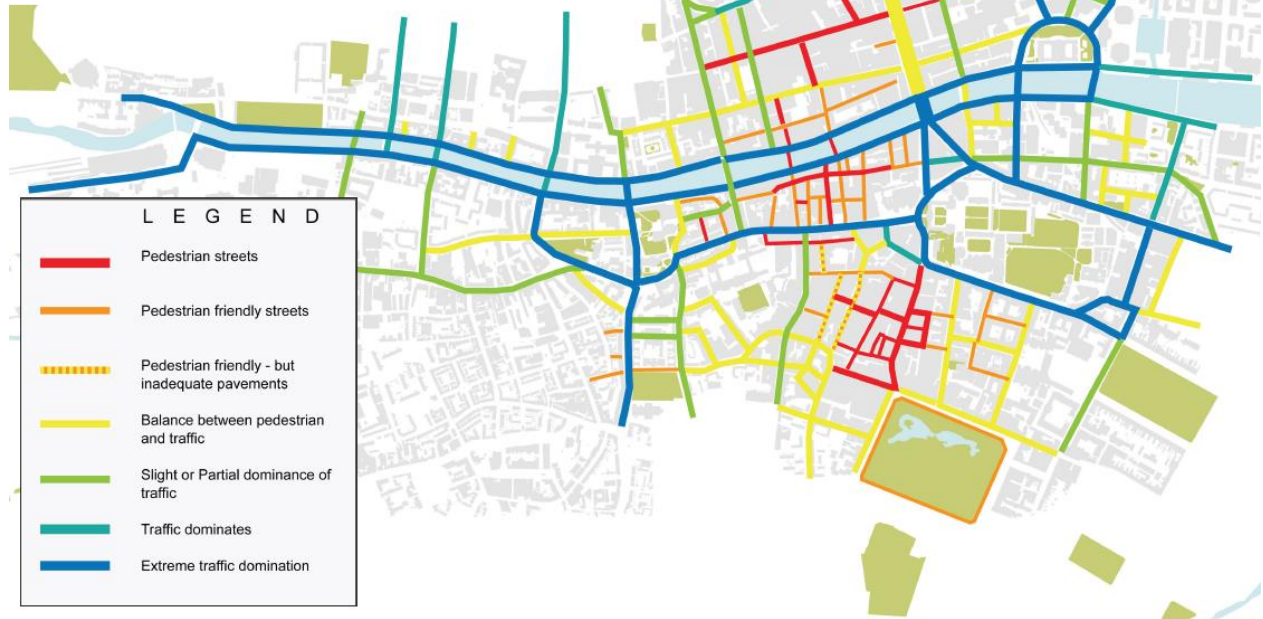 L E G E N D
Pedestrian streets
Pedestrian friendly streets
Pedestrian friendly - but
inadequate pavements
Balance between pedestrian
and traffic
Slight or Partial dominance of
traffic
Traffic dominates
Extreme traffic domination